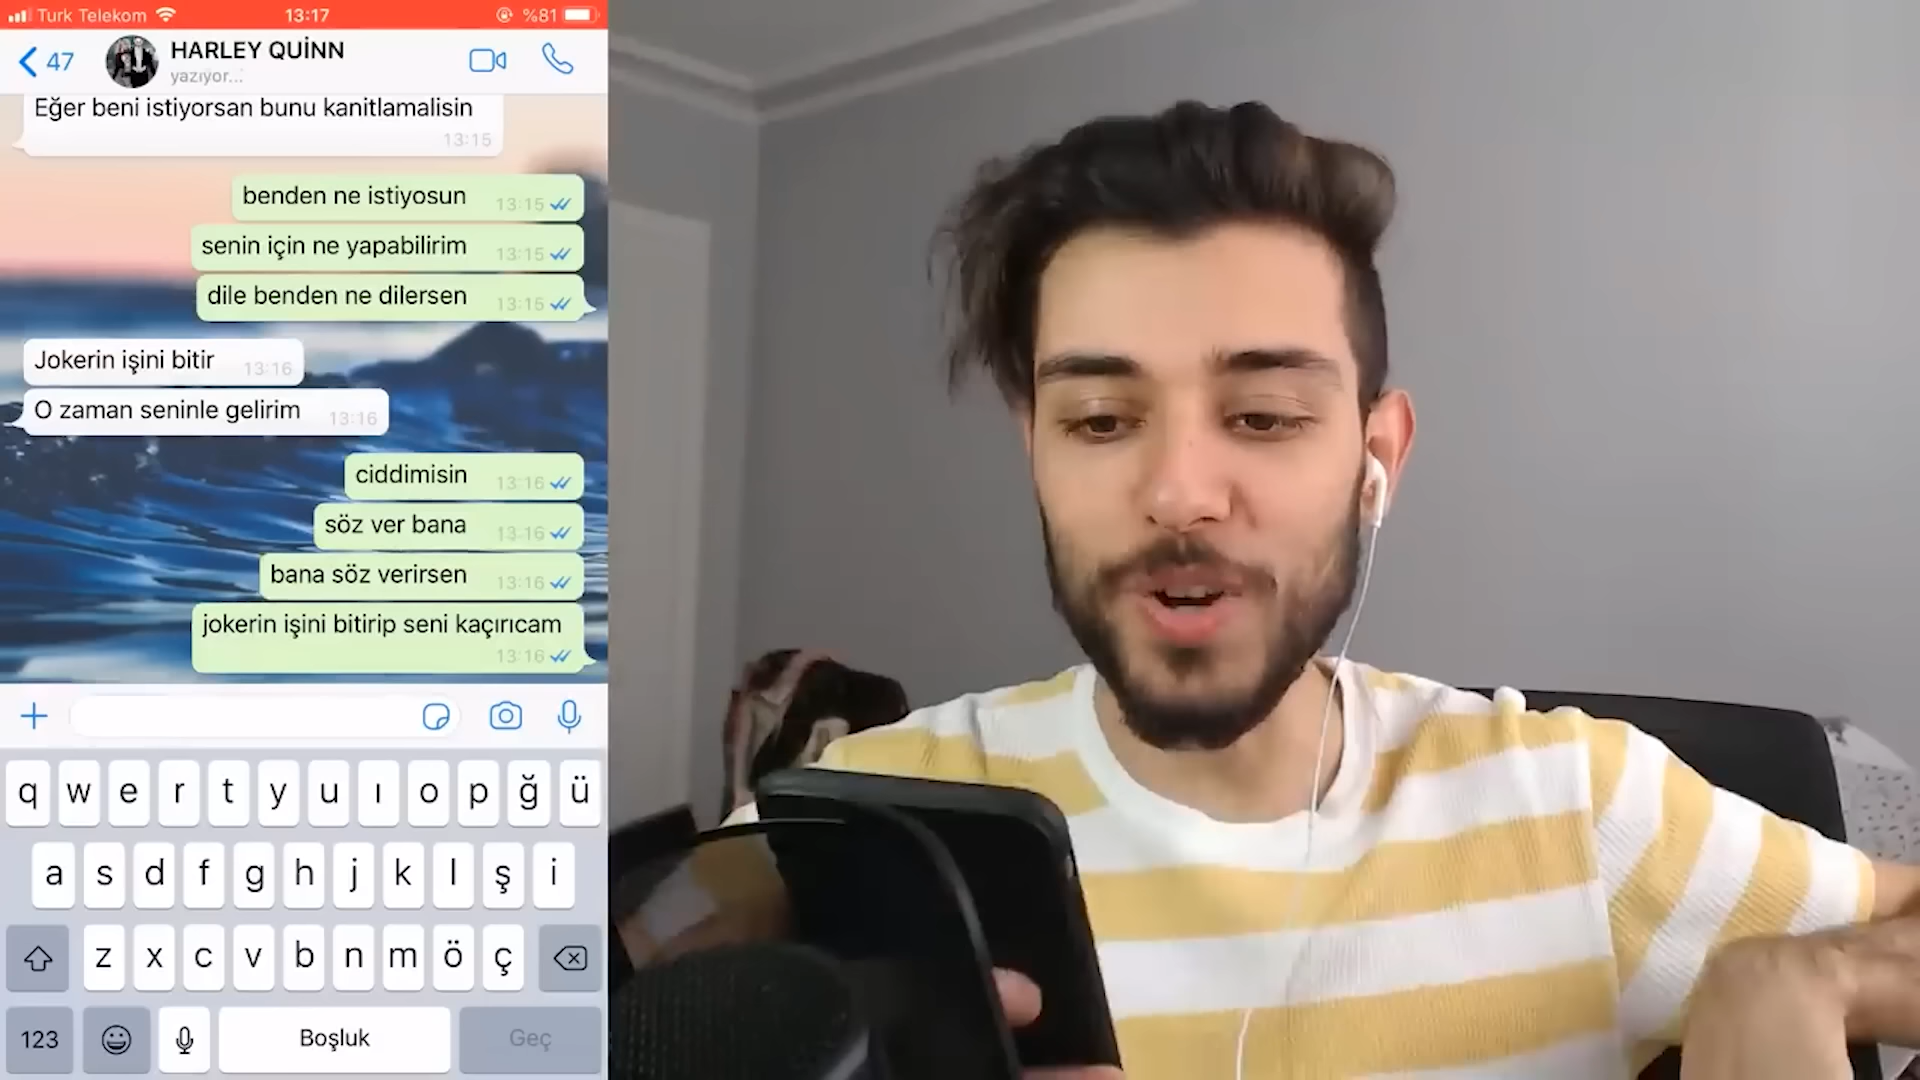 Turk Telekom 13:17 %81
47 HARLEY QUİNN
yazıyor...
Eğer beni istiyorsan bunu kanitlamalisin
13:15
benden ne istiyosun 13:15
senin için ne yapabilirim 13:15
dile benden ne dilersen 13:15
Jokerin işini bitir 13:16
O zaman seninle gelirim 13:16
ciddimisin 13:16
söz ver bana 13:16
bana söz verirsen 13:16
jokerin işini bitirip seni kaçırıcam
13:16
q w e r t y u ı o p ğ ü
a s d f g h j k l ş i
z x c v b n m ö ç
123 Boşluk Geç